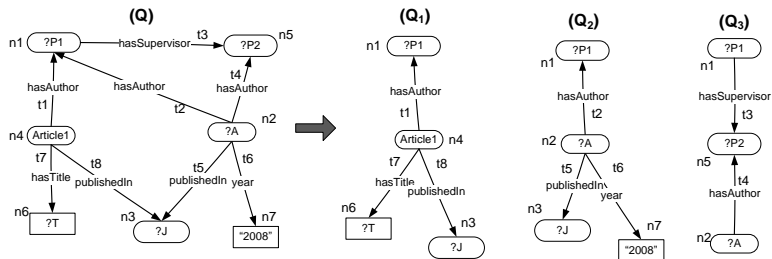 (Q)
n1
?P1
t3
hasSupervisor
?P2
n5
hasAuthor
t1
hasAuthor
t2
t4
hasAuthor
n4
Article1
?A
n2
t7
hasTitle
t8
publishedIn
t5
publishedIn
t6
year
n6
?T
n3
?J
"2008"
n7
(Q1)
n1
?P1
hasAuthor
t1
Article1
n4
t7
hasTitle
t8
publishedIn
n6
?T
n3
?J
(Q2)
?P1
n1
hasAuthor
t2
n2
?A
t5
publishedIn
t6
year
n3
?J
n7
"2008"
(Q3)
?P1
n1
hasSupervisor
t3
?P2
n5
t4
hasAuthor
n2
?A